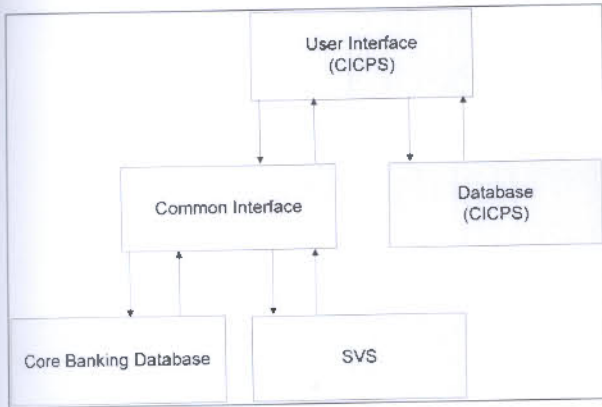 User Interface
(CICPS)
Common Interface
Database
(CICPS)
Core Banking Database
SVS